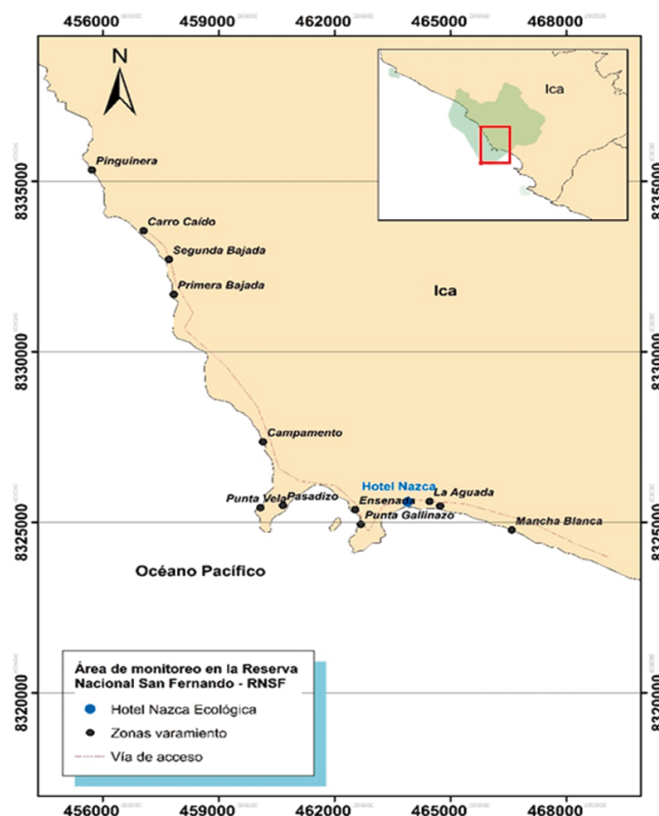 456000
459000
462000
465000
468000
N
Ica
Pinguinera
8335000
8335000
Carro Caído
Segunda Bajada
Primera Bajada
Ica
8330000
8330000
Campamento
Hotel Nazca
Punta Vela
Pasadizo
Ensenada
La Aguada
Punta Gallinazo
Mancha Blanca
8325000
8325000
Océano Pacífico
Área de monitoreo en la Reserva
Nacional San Fernando - RNSF
Hotel Nazca Ecológica
Zonas varamiento
Vía de acceso
8320000
8320000
456000
459000
462000
465000
468000